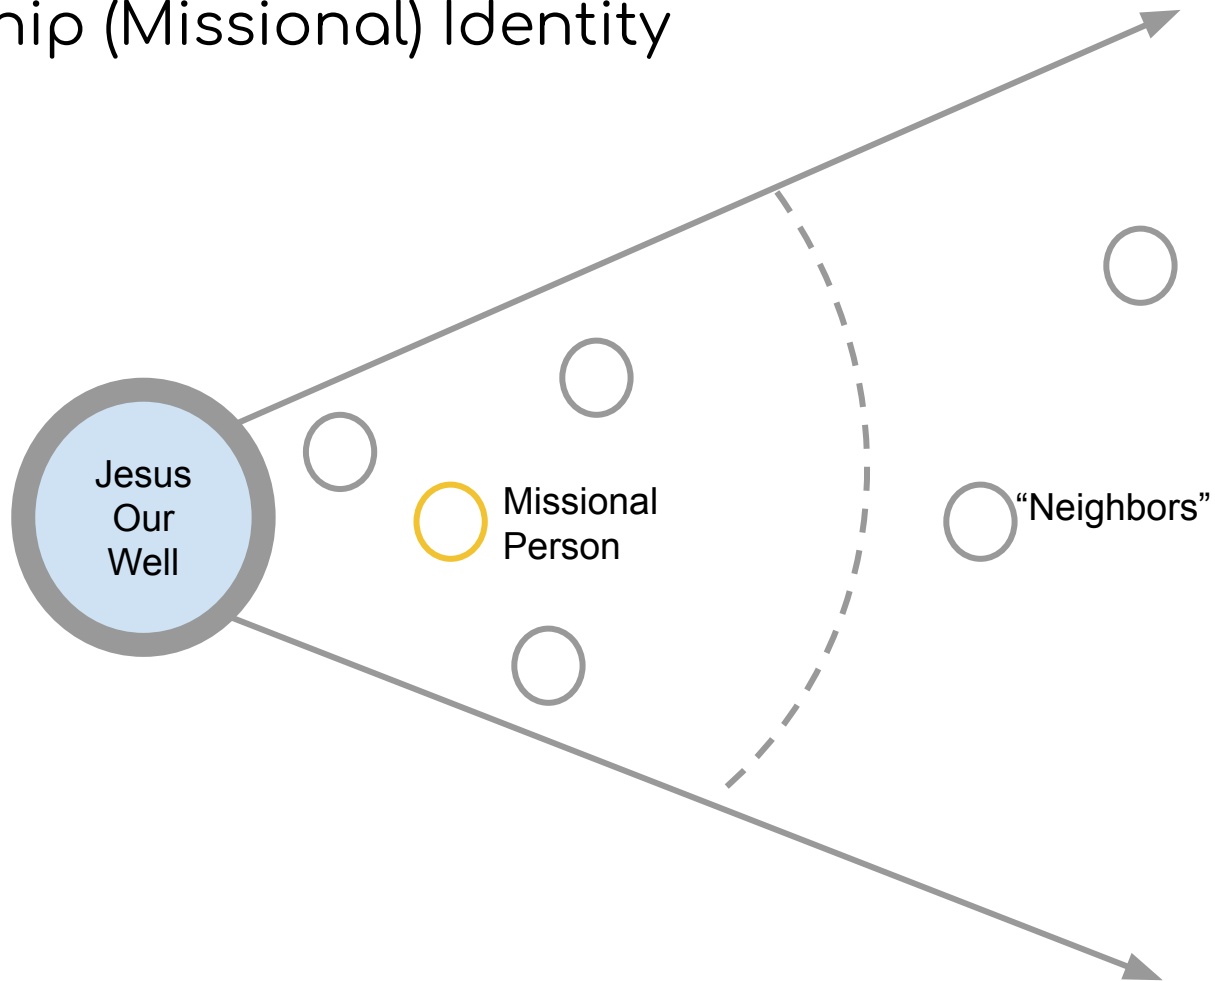 hip (Missional) Identity
Jesus
Our
Well
Missional
Person
“Neighbors”